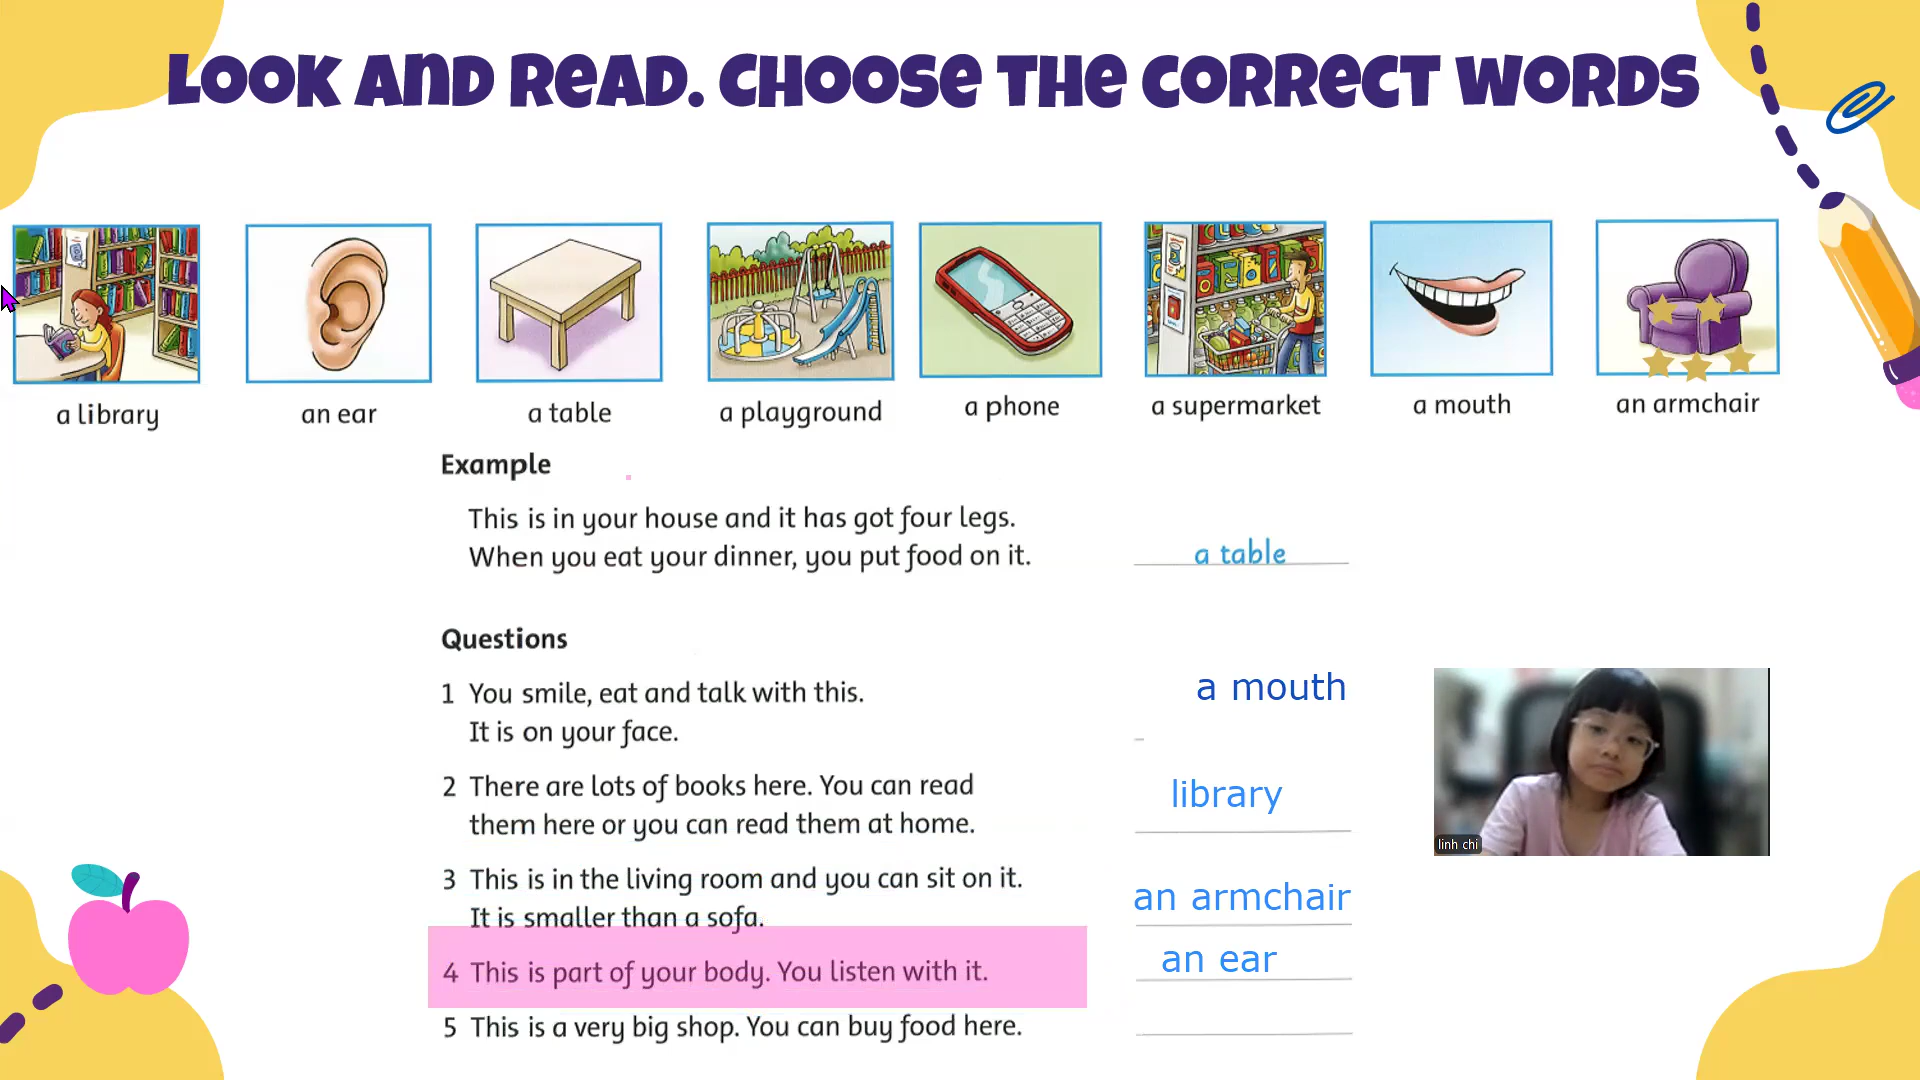 LOOK AND READ. CHOOSE THE CORRECT WORDS
a library
an ear
a table
a playground
a phone
a supermarket
a mouth
an armchair
Example
This is in your house and it has got four legs.
When you eat your dinner, you put food on it.
a table
Questions
1 You smile, eat and talk with this.
It is on your face.
a mouth
2 There are lots of books here. You can read
them here or you can read them at home.
library
3 This is in the living room and you can sit on it.
It is smaller than a sofa.
an armchair
4 This is part of your body. You listen with it.
an ear
5 This is a very big shop. You can buy food here.
linh chi